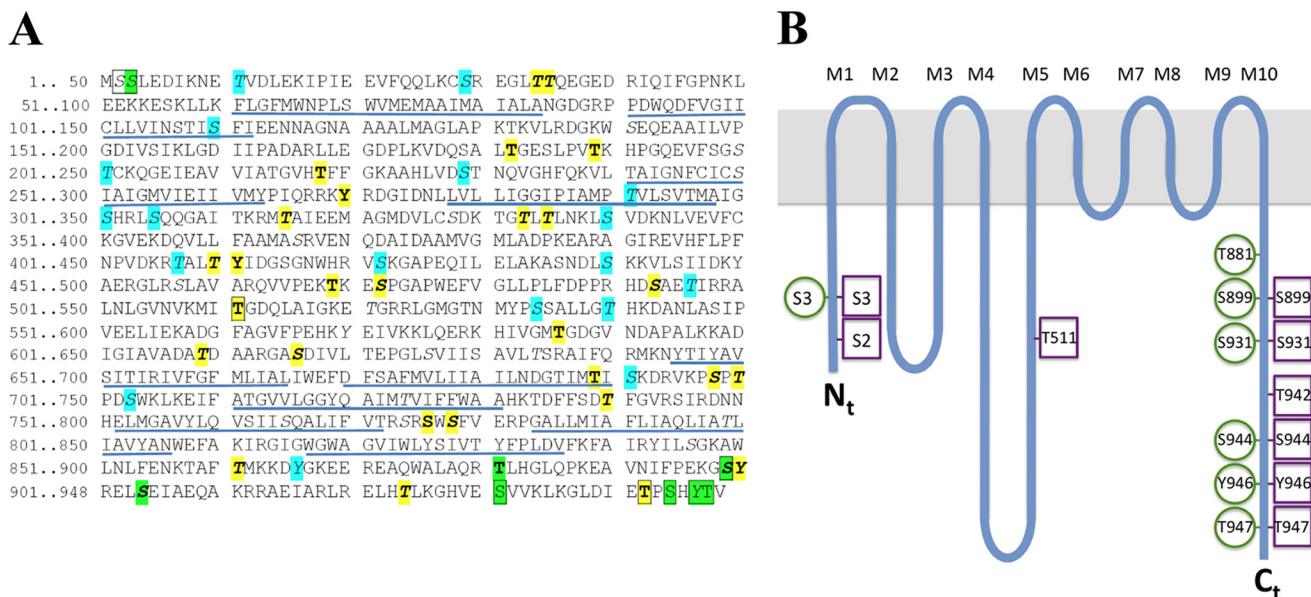 A
1.. 50 MSSLEDIKNE TVDLEKIPIE EVFQQLKCSR EGLTTQEGED RIQIFGPNKL
51..100 EEKKESKLLK FLGFMWNPLS WVMEMAAIMA IALANGDGRP PDWQDFVGII
101..150 CLLVINSTIS FIEENNAGNA AAALMAGLAP KTKVLRDGKW SEQEAAILVP
151..200 GDIVSIKLGD IIPADARLLE GDPLKVDQSA LTGESLPVTK HPGQEVFSGS
201..250 TCKQGEIEAV VIATGVHTFF GKAAHLVDST NQVGHFQKVL TAIGNFCICS
251..300 IAIGMVIEII VMYPIQRRKY RDGIDNLLVL LIGGIPIAMP TVLSVTMAIG
301..350 SHRLSQQGAI TKRMTAIEEM AGMDVLCSDK TGTLTLNKLS VDKNLVEVFC
351..400 KGVEKDQVLL FAAMASRVEN QDAIDAAMVG MLADPKEARA GIREVHFLPF
401..450 NPVDKRTALT YIDGSGNWHR VSKGAPEQIL ELAKASNDLS KKVLSIIDKY
451..500 AERGLRSLAV ARQVVPEKTK ESPGAPWEFV GLLPLFDPPR HDSAETIRRA
501..550 LNLGVNVKMI TGDQLAIGKE TGRRLGMGTN MYPSSALLGT HKDANLASIP
551..600 VEELIEKADG FAGVFPEHKY EIVKKLQERK HIVGMTGDGV NDAPALKKAD
601..650 IGIAVADATD AARGASDIVL TEPGLSVIIS AVLTSRAIFQ RMKNYTIYAV
651..700 SITIRIVFGF MLIALIWEFD FSAFMVLIIA ILNDGTIMTI SKDRVKPSPT
701..750 PDSWKLKEIF ATGVVLGGYQ AIMTVIFFWA AHKTDFFSDT FGVRSIRDNN
751..800 HELMGAVYLQ VSIISQALIF VTRSRSWSFV ERPGALLMIA FLIAQLIATL
801..850 IAVYANWEFA KIRGIGWGWA GVIWLYSIVT YFPLDVFKFA IRYILSGKAW
851..900 LNLFENKTAF TMKKDYGKEE REAQWALAQR TLHGLQPKEA VNIFPEKGSY
901..948 RELSEIAEQA KRRAEIARLR ELHTLKGHVE SVVKLKGLDI ETPSHYTV
B
M1 M2 M3 M4 M5 M6 M7 M8 M9 M10
T881
S3 S3 S899 S899
S2 T511 S931 S931
T942
S944 S944
Y946 Y946
T947 T947
Nt
Ct